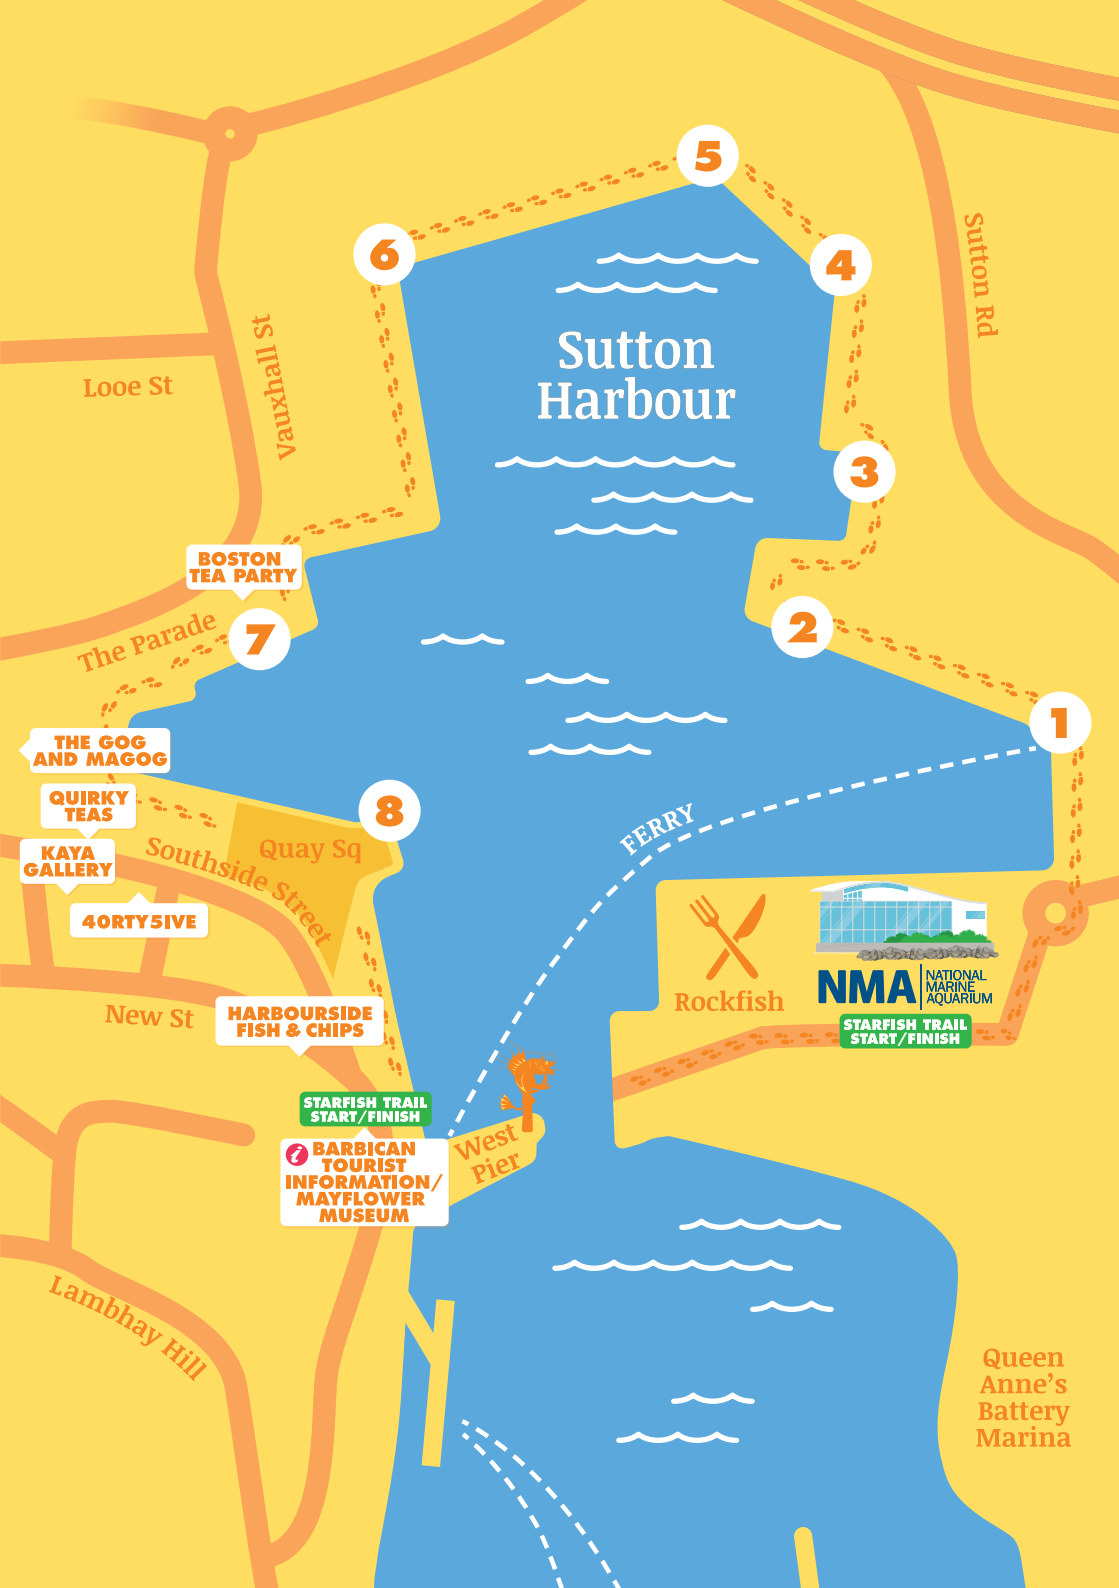 5
6
4
Sutton Rd
Sutton
Harbour
Vauxhall St
Looe St
3
BOSTON
TEA PARTY
The Parade
7
2
1
THE GOG
AND MAGOG
QUIRKY
TEAS
8
FERRY
Quay Sq
Southside Street
KAYA
GALLERY
40RTY5IVE
Rockfish
NMA
NATIONAL
MARINE
AQUARIUM
STARFISH TRAIL
START/FINISH
New St
HARBOURSIDE
FISH & CHIPS
STARFISH TRAIL
START/FINISH
i
BARBICAN
TOURIST
INFORMATION/
MAYFLOWER
MUSEUM
West
Pier
Lambhay Hill
Queen
Anne's
Battery
Marina